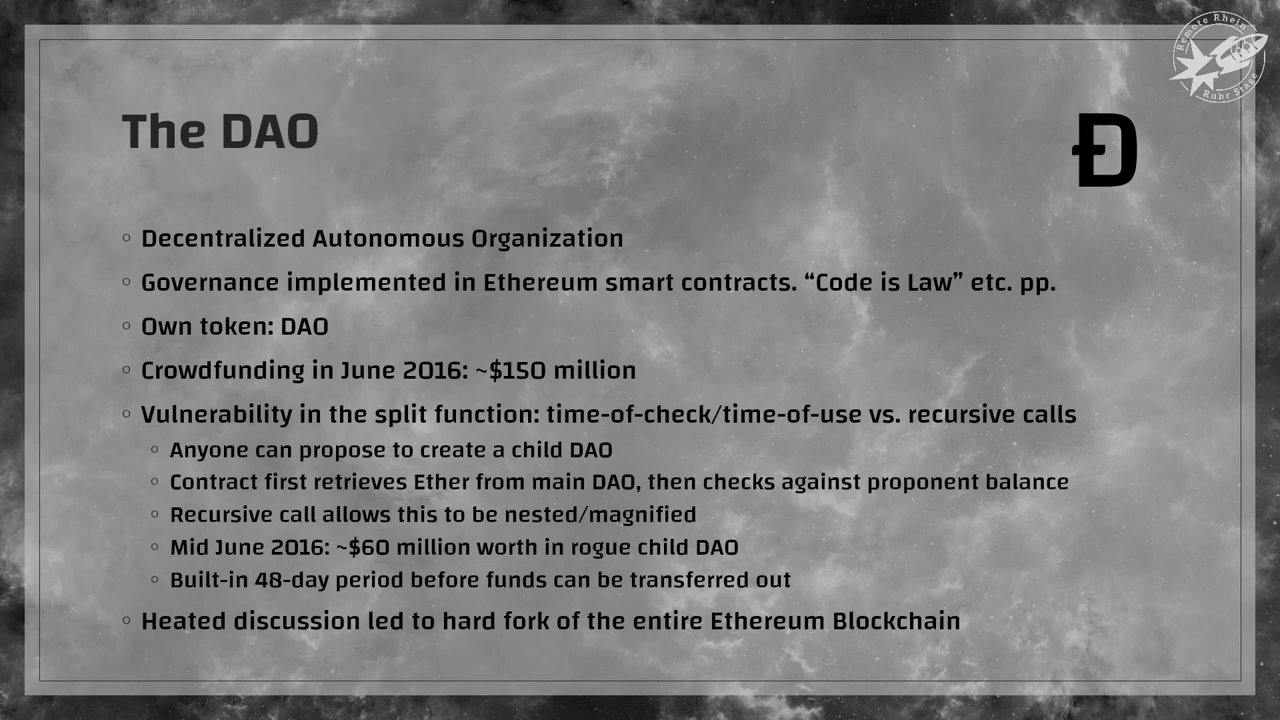 Remote Rhein
Ruhr Stage
The DAO
Đ
◦ Decentralized Autonomous Organization
◦ Governance implemented in Ethereum smart contracts. “Code is Law” etc. pp.
◦ Own token: DAO
◦ Crowdfunding in June 2016: ~$150 million
◦ Vulnerability in the split function: time-of-check/time-of-use vs. recursive calls
◦ Anyone can propose to create a child DAO
◦ Contract first retrieves Ether from main DAO, then checks against proponent balance
◦ Recursive call allows this to be nested/magnified
◦ Mid June 2016: ~$60 million worth in rogue child DAO
◦ Built-in 48-day period before funds can be transferred out
◦ Heated discussion led to hard fork of the entire Ethereum Blockchain